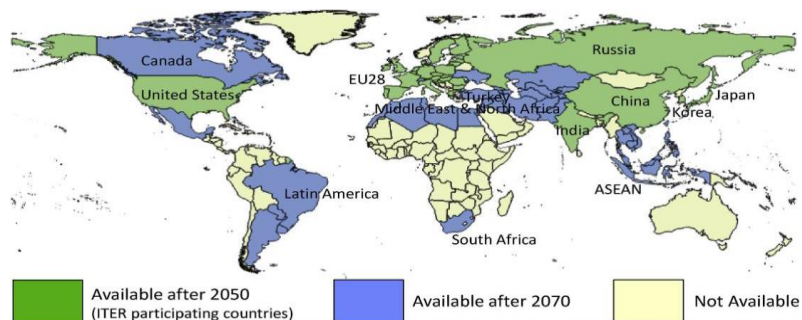 Russia
Canada
EU28
United States
Turkey
China
Japan
Middle East & North Africa
Korea
India
Latin America
ASEAN
South Africa
Available after 2050
(ITER participating countries)
Available after 2070
Not Available